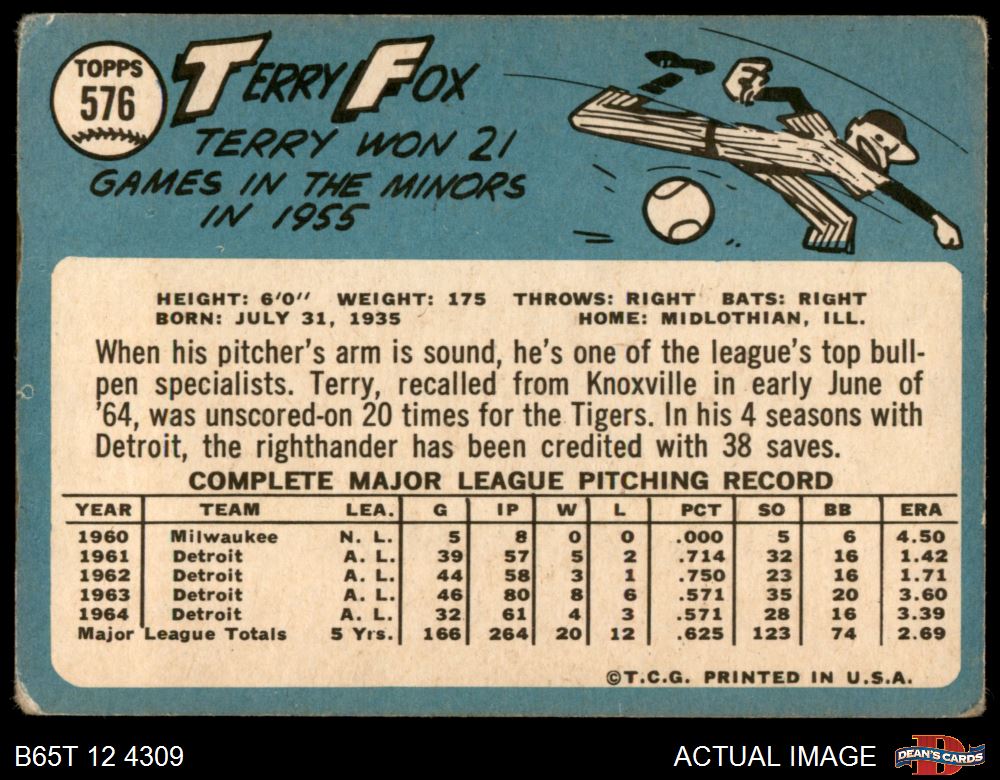 TOPPS
576
TERRY FOX
TERRY WON 21
GAMES IN THE MINORS
IN 1955
HEIGHT: 6'0" WEIGHT: 175 THROWS: RIGHT BATS: RIGHT
BORN: JULY 31, 1935 HOME: MIDLOTHIAN, ILL.
When his pitcher's arm is sound, he's one of the league's top bull-
pen specialists. Terry, recalled from Knoxville in early June of
'64, was unscored-on 20 times for the Tigers. In his 4 seasons with
Detroit, the righthander has been credited with 38 saves.
COMPLETE MAJOR LEAGUE PITCHING RECORD
YEAR TEAM LEA. G IP W L PCT SO BB ERA
1960 Milwaukee N. L. 5 8 0 0 .000 5 6 4.50
1961 Detroit A. L. 39 57 5 2 .714 32 16 1.42
1962 Detroit A. L. 44 58 3 1 .750 23 16 1.71
1963 Detroit A. L. 46 80 8 6 .571 35 20 3.60
1964 Detroit A. L. 32 61 4 3 .571 28 16 3.39
Major League Totals 5 Yrs. 166 264 20 12 .625 123 74 2.69
©T.C.G. PRINTED IN U.S.A.
B65T 12 4309 ACTUAL IMAGE DEAN'S CARDS